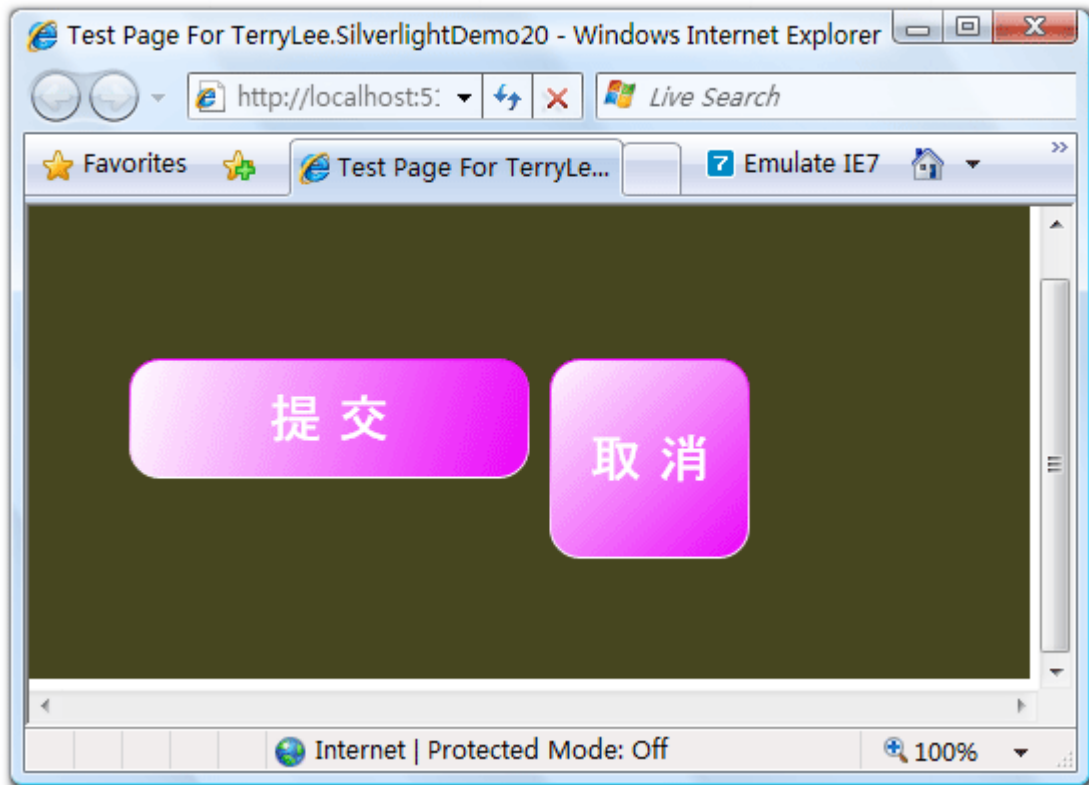 Test Page For TerryLee.SilverlightDemo20 - Windows Internet Explorer
http://localhost:5: Live Search
Favorites Test Page For TerryLe... 7 Emulate IE7 »
提 交
取 消
Internet | Protected Mode: Off 100%